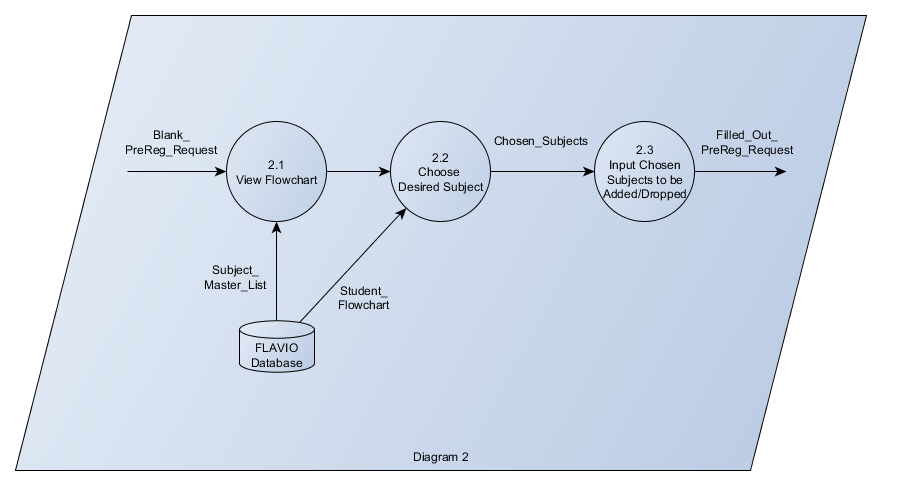 Blank_
PreReg_Request
2.1
View Flowchart
2.2
Choose
Desired Subject
Chosen_Subjects
2.3
Input Chosen
Subjects to be
Added/Dropped
Filled_Out_
PreReg_Request
Subject_
Master_List
Student_
Flowchart
FLAVIO
Database
Diagram 2